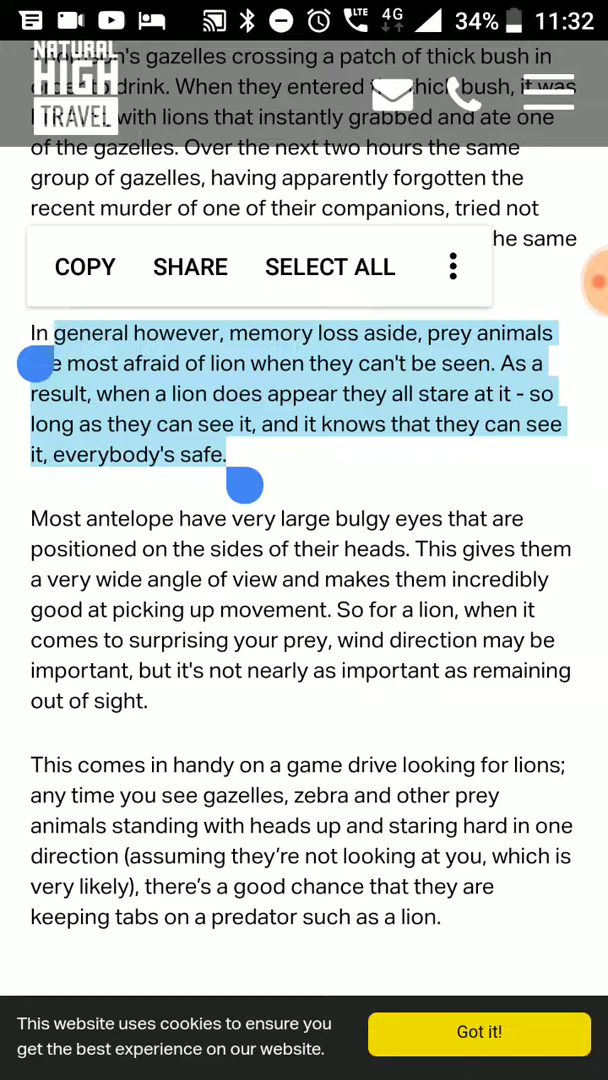 4G
LTE
34%
11:32
NATURAL
HIGH
TRAVEL
gazelles crossing a patch of thick bush in
drink. When they entered thick bush, it was
with lions that instantly grabbed and ate one
of the gazelles. Over the next two hours the same
group of gazelles, having apparently forgotten the
recent murder of one of their companions, tried not
he same
COPY
SHARE
SELECT ALL
In general however, memory loss aside, prey animals
e most afraid of lion when they can't be seen. As a
result, when a lion does appear they all stare at it - so
long as they can see it, and it knows that they can see
it, everybody's safe.
Most antelope have very large bulgy eyes that are
positioned on the sides of their heads. This gives them
a very wide angle of view and makes them incredibly
good at picking up movement. So for a lion, when it
comes to surprising your prey, wind direction may be
important, but it's not nearly as important as remaining
out of sight.
This comes in handy on a game drive looking for lions;
any time you see gazelles, zebra and other prey
animals standing with heads up and staring hard in one
direction (assuming they're not looking at you, which is
very likely), there's a good chance that they are
keeping tabs on a predator such as a lion.
This website uses cookies to ensure you
get the best experience on our website.
Got it!